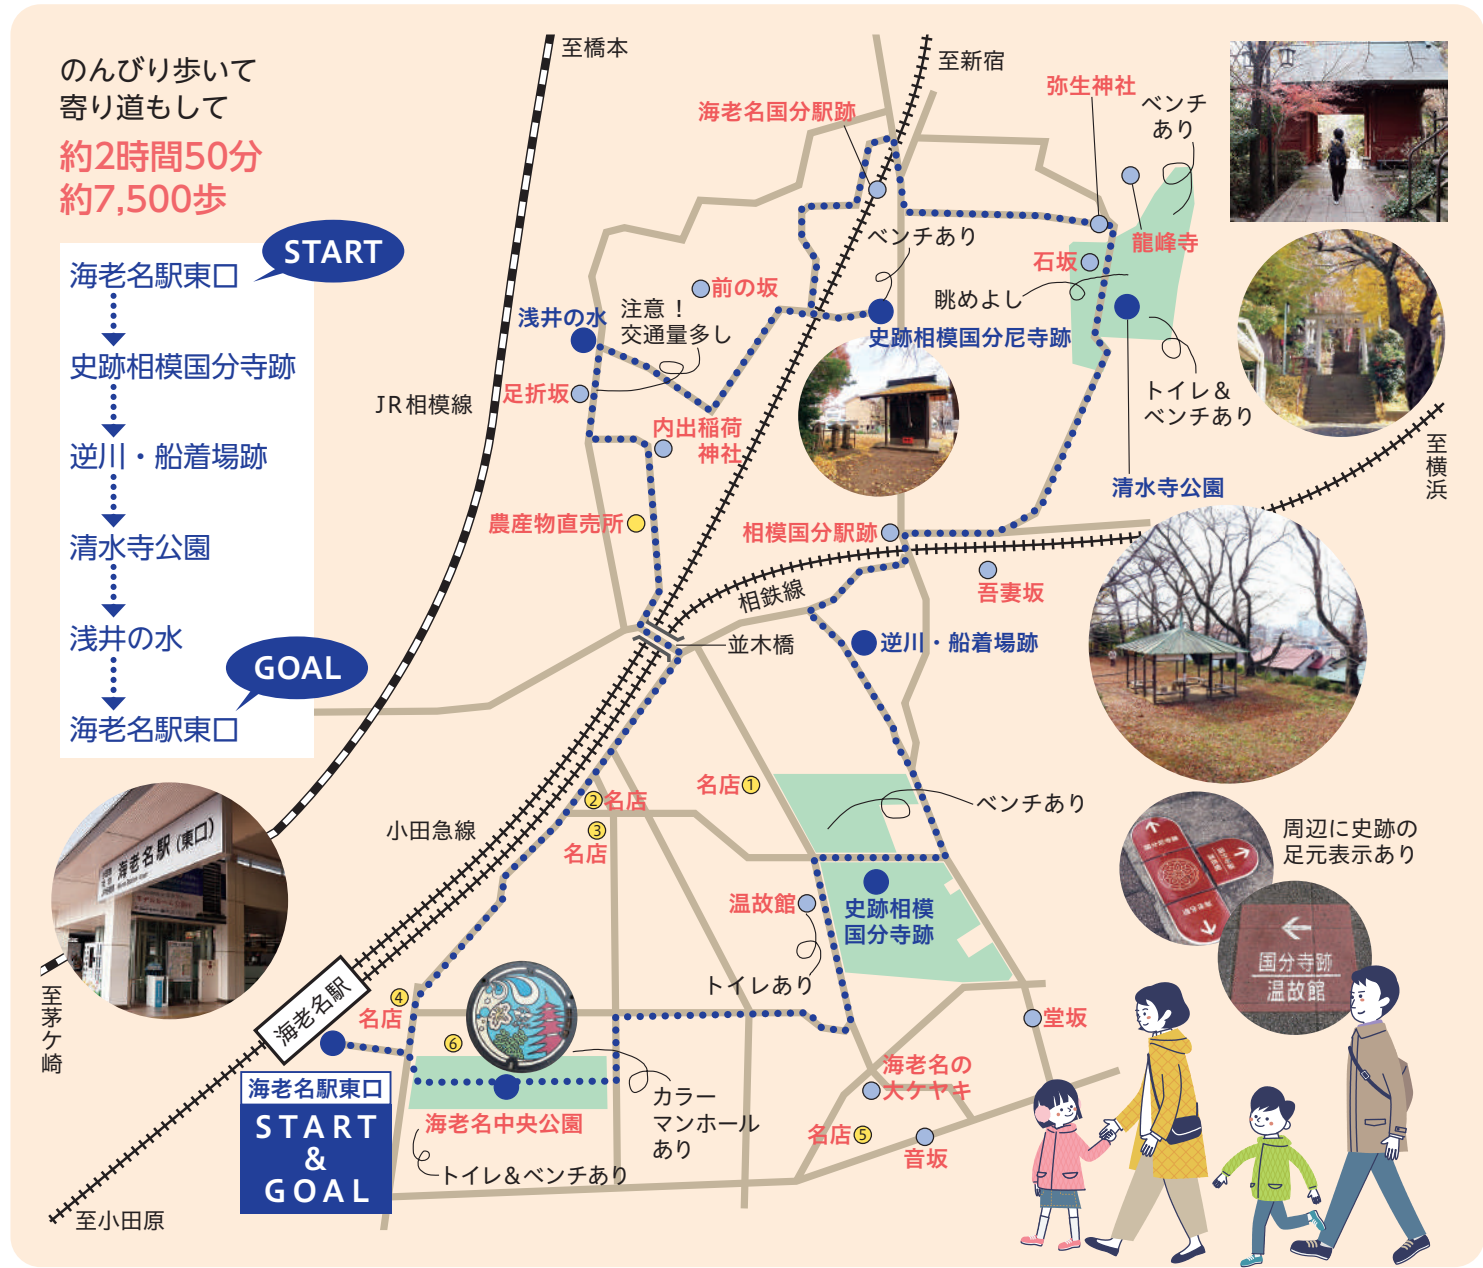 のんびり歩いて
寄り道もして
約2時間50分
約7,500歩
START
海老名駅東口
史跡相模国分寺跡
逆川・船着場跡
清水寺公園
浅井の水
GOAL
海老名駅東口
至橋本
至新宿
海老名国分駅跡
弥生神社
ベンチ
あり
龍峰寺
石坂
眺めよし
ベンチあり
史跡相模国分尼寺跡
前の坂
注意！
交通量多し
浅井の水
足折坂
JR相模線
内出稲荷
神社
農産物直売所
トイレ＆
ベンチあり
清水寺公園
至横浜
相模国分駅跡
吾妻坂
相鉄線
並木橋
逆川・船着場跡
名店①
②名店
③
名店
小田急線
ベンチあり
周辺に史跡の
足元表示あり
国分寺跡
温故館
海老名駅(東口)
温故館
史跡相模
国分寺跡
トイレあり
堂坂
海老名の
大ケヤキ
名店⑤
音坂
④
名店
⑥
海老名駅
至茅ケ崎
海老名駅東口
START
&
GOAL
海老名中央公園
トイレ＆ベンチあり
カラー
マンホール
あり
至小田原